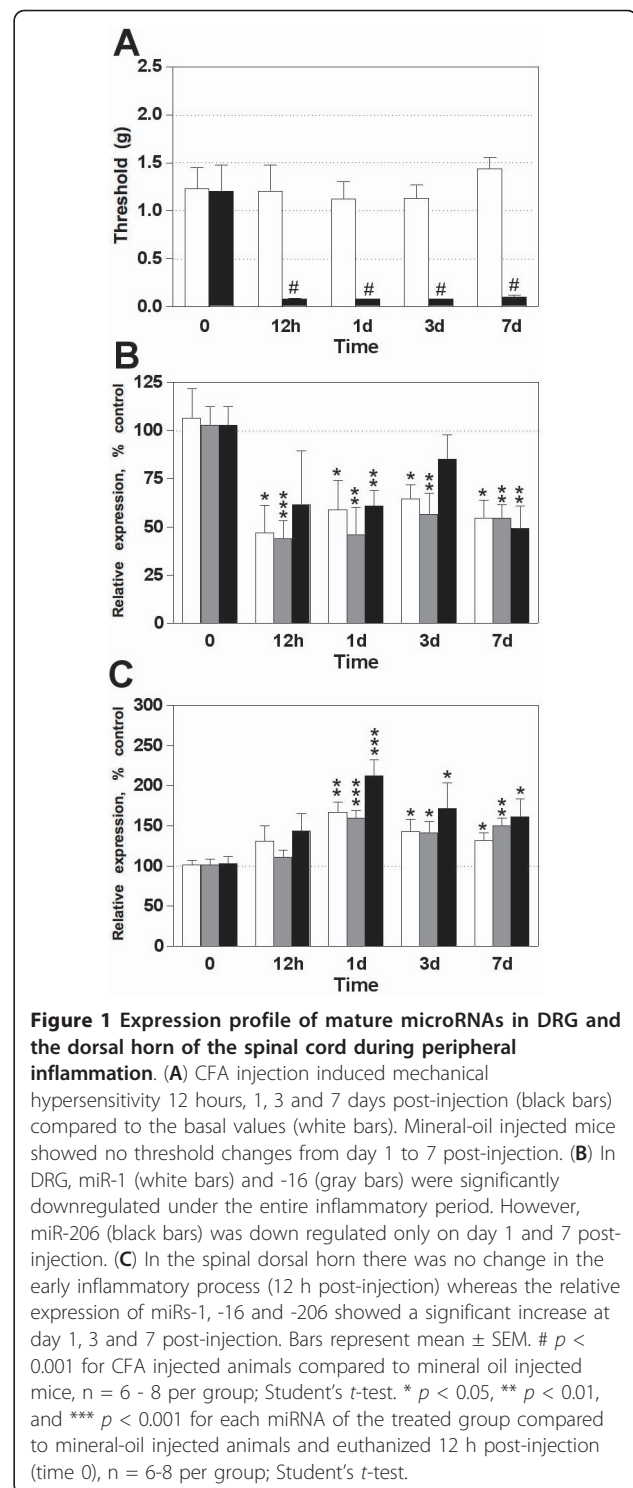 A
2.5
2.0
1.5
1.0
0.5
0.0
Threshold (g)
# # # #
0 12h 1d 3d 7d
Time
B
125
100
75
50
25
0
Relative expression, % control
* *** * ** ** * ** * ** **
0 12h 1d 3d 7d
Time
C
300
250
200
150
100
50
0
Relative expression, % control
** *** *** * * * * ** *
0 12h 1d 3d 7d
Time
Figure 1 Expression profile of mature microRNAs in DRG and
the dorsal horn of the spinal cord during peripheral
inflammation. (A) CFA injection induced mechanical
hypersensitivity 12 hours, 1, 3 and 7 days post-injection (black bars)
compared to the basal values (white bars). Mineral-oil injected mice
showed no threshold changes from day 1 to 7 post-injection. (B) In
DRG, miR-1 (white bars) and -16 (gray bars) were significantly
downregulated under the entire inflammatory period. However,
miR-206 (black bars) was down regulated only on day 1 and 7 post-
injection. (C) In the spinal dorsal horn there was no change in the
early inflammatory process (12 h post-injection) whereas the relative
expression of miRs-1, -16 and -206 showed a significant increase at
day 1, 3 and 7 post-injection. Bars represent mean ± SEM. # p <
0.001 for CFA injected animals compared to mineral oil injected
mice, n = 6 - 8 per group; Student's t-test. * p < 0.05, ** p < 0.01,
and *** p < 0.001 for each miRNA of the treated group compared
to mineral-oil injected animals and euthanized 12 h post-injection
(time 0), n = 6-8 per group; Student's t-test.